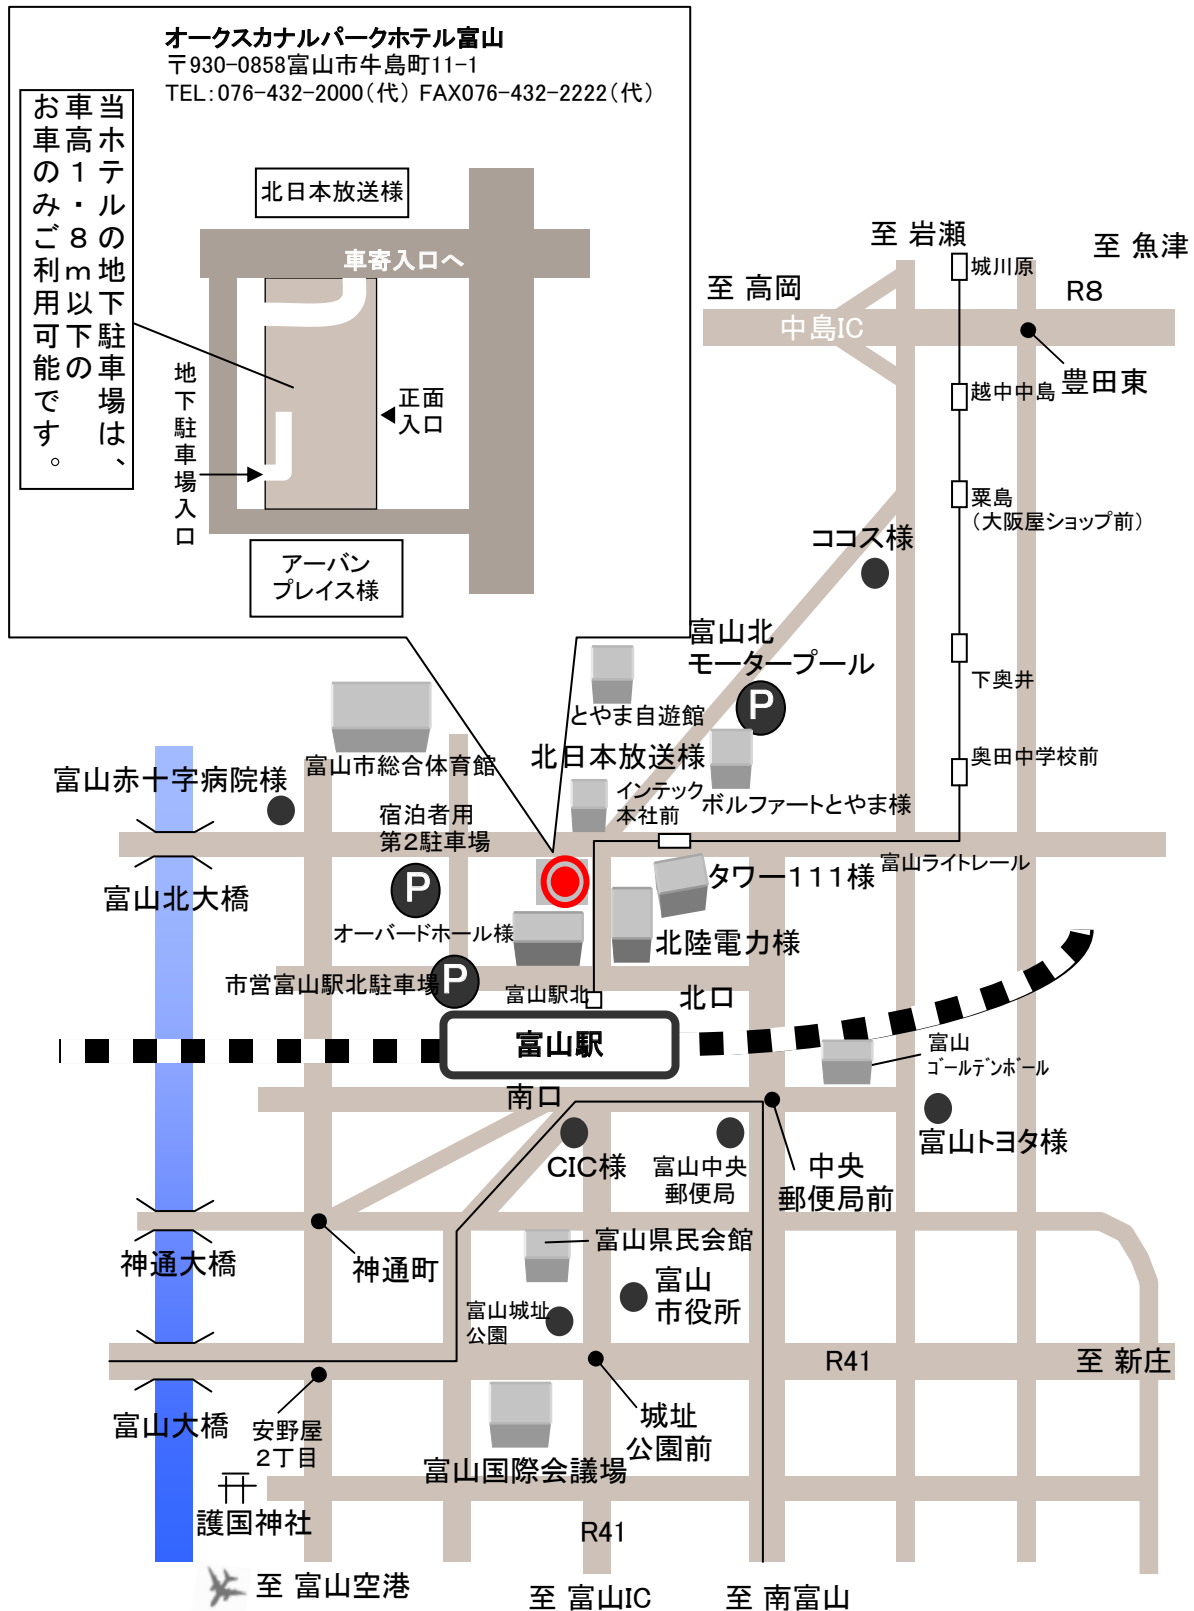 オークスカナルパークホテル富山
〒930-0858富山市牛島町11-1
TEL:076-432-2000(代) FAX076-432-2222(代)
当ホテルの地下駐車場は、
車高1・8m以下の
お車のみご利用可能です。
北日本放送様
車寄入口へ
地下駐車場入口
正面
入口
アーバン
プレイス様
至 岩瀬
至 魚津
城川原
至 高岡
R8
中島IC
豊田東
越中中島
粟島
(大阪屋ショップ前)
ココス様
富山北
モータープール
P
下奥井
とやま自遊館
北日本放送様
奥田中学校前
富山市総合体育館
富山赤十字病院様
インテック
本社前
ボルファートとやま様
宿泊者用
第2駐車場
P
富山ライトレール
タワー111様
富山北大橋
オーバードホール様
北陸電力様
市営富山駅北駐車場
P
富山駅北
北口
富山駅
富山
ゴールデンボール
南口
富山トヨタ様
CIC様
富山中央
郵便局
中央
郵便局前
神通大橋
神通町
富山県民会館
富山
市役所
富山城址
公園
R41
至 新庄
富山大橋
安野屋
2丁目
城址
公園前
富山国際会議場
護国神社
R41
至 富山空港
至 富山IC
至 南富山